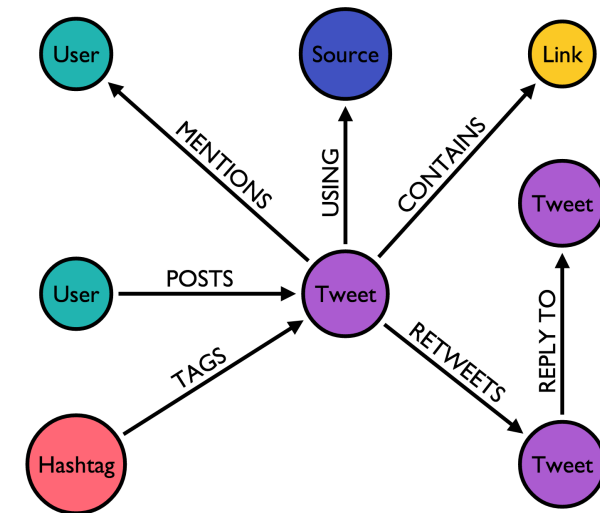 User
Source
Link
MENTIONS
USING
CONTAINS
Tweet
User
POSTS
Tweet
TAGS
RETWEETS
REPLY TO
Hashtag
Tweet